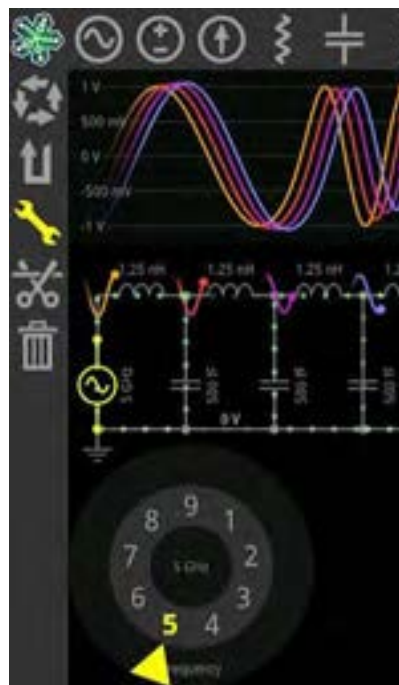 1 V
500 mV
0 V
-500 mV
-1 V
1.25 nH 1.25 nH 1.25 nH
5 GHz
500 fF
500 fF
500 fF
0 V
9
8 1
7 5 GHz 2
6 3
5 4
Frequency